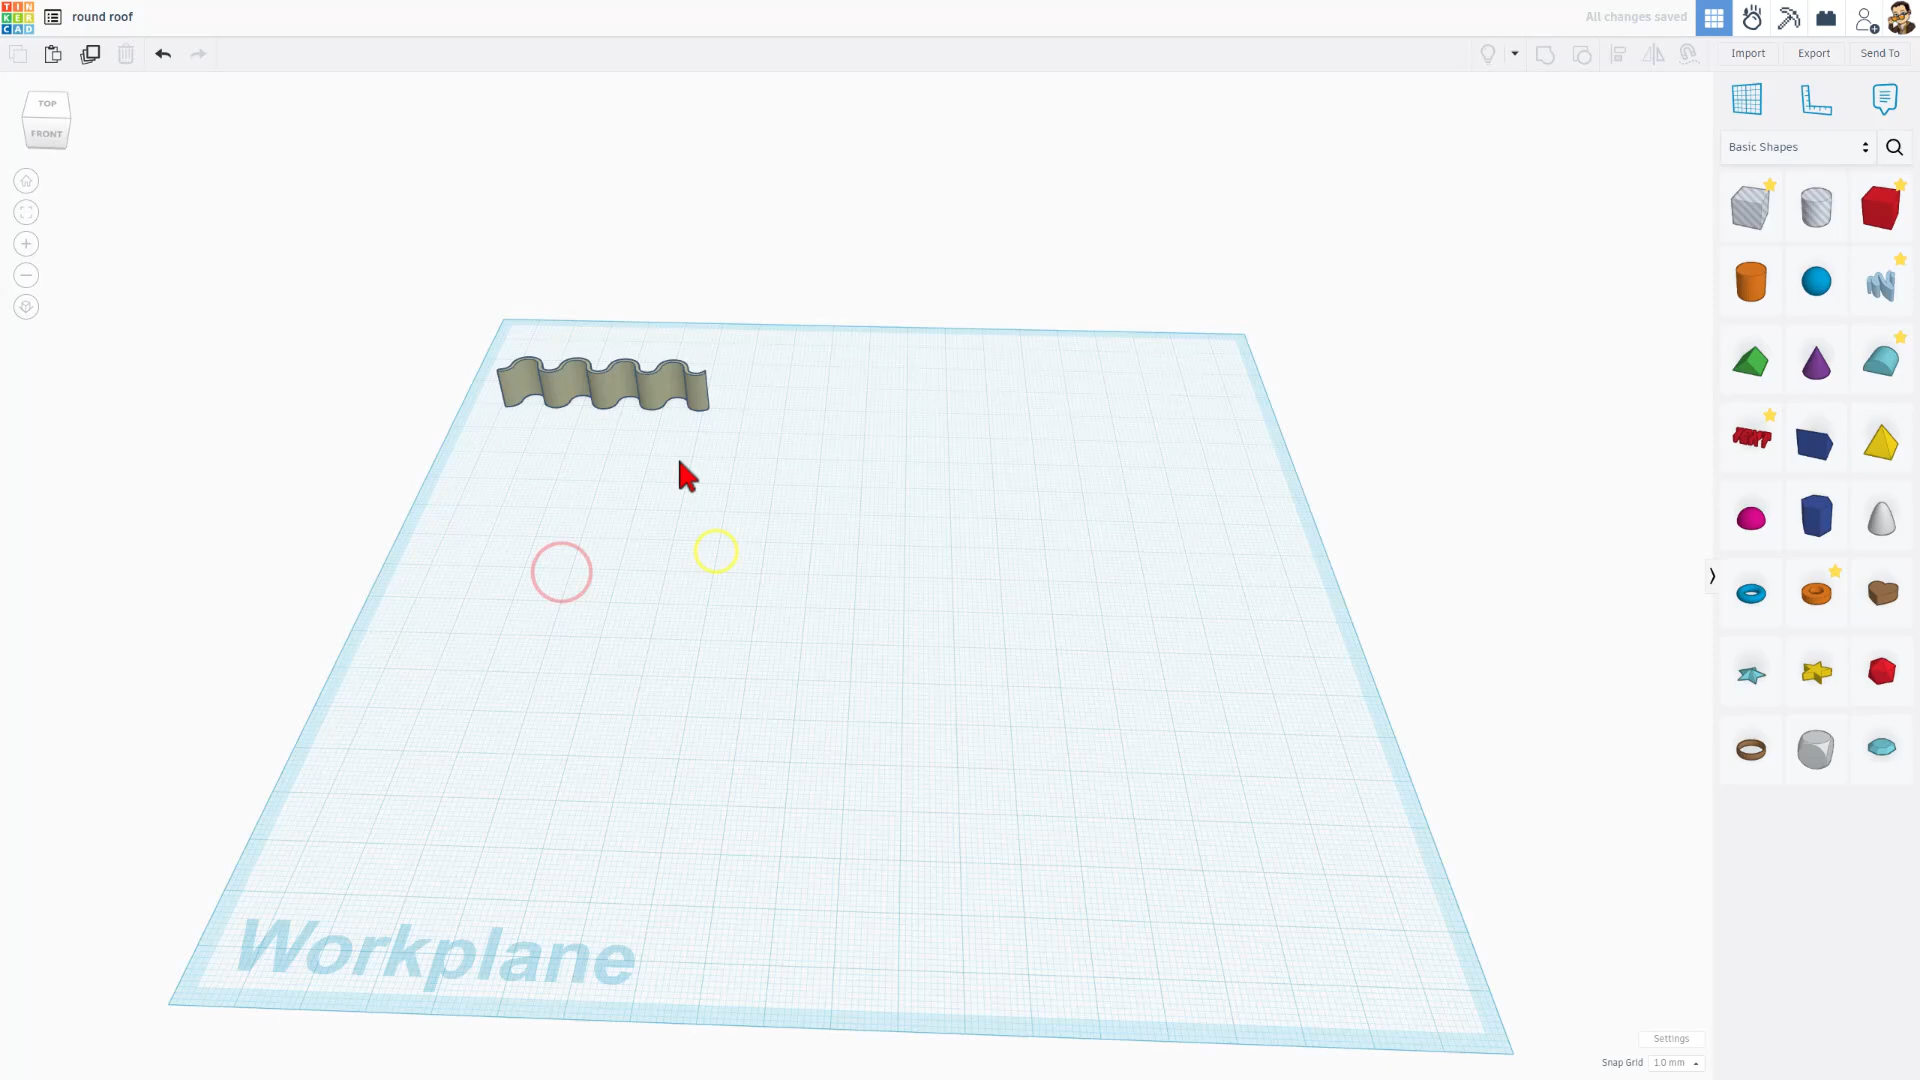 TIN
KER
CAD
round roof
All changes saved
Import
Export
Send To
TOP
FRONT
Basic Shapes
TEXT
Workplane
Settings
Snap Grid
1.0 mm